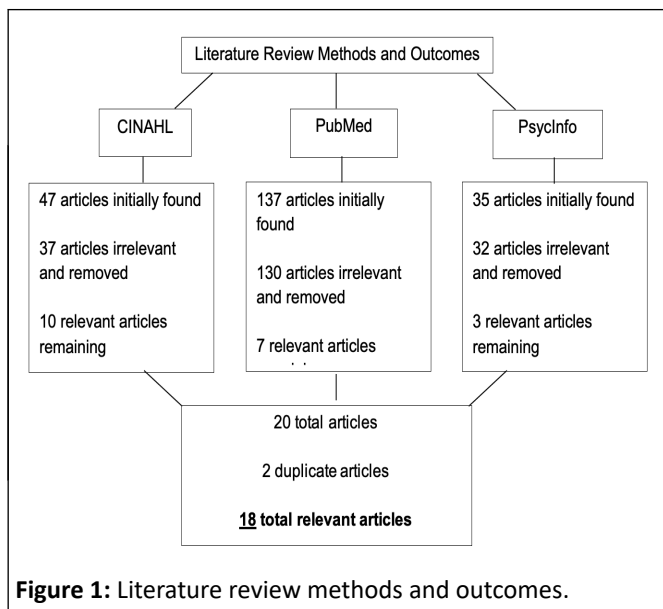 Literature Review Methods and Outcomes
CINAHL
PubMed
PsycInfo
47 articles initially found
37 articles irrelevant
and removed
10 relevant articles
remaining
137 articles initially
found
130 articles irrelevant
and removed
7 relevant articles
35 articles initially found
32 articles irrelevant
and removed
3 relevant articles
remaining
20 total articles
2 duplicate articles
18 total relevant articles
Figure 1: Literature review methods and outcomes.